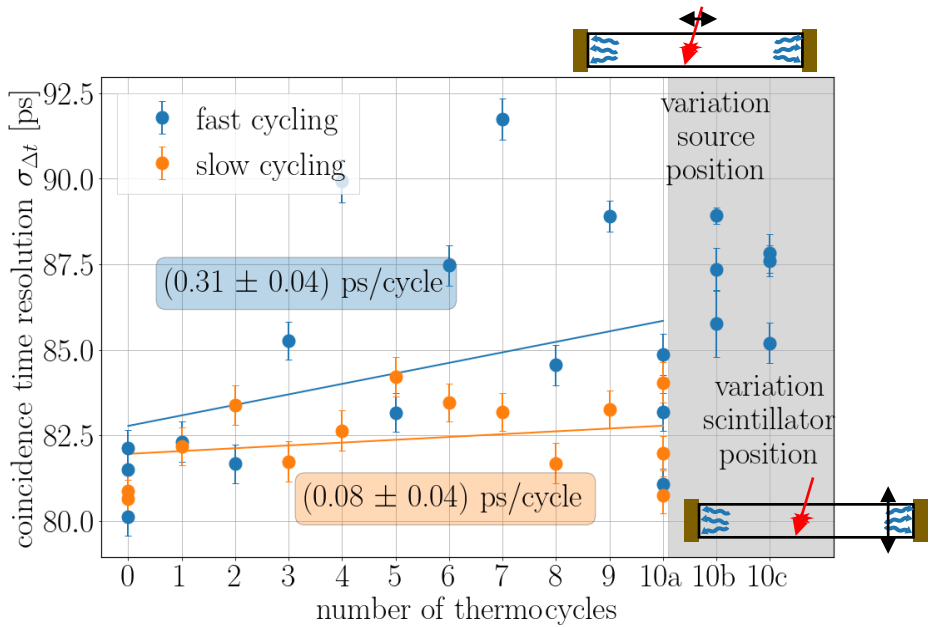 coincidence time resolution σΔt [ps]
92.5
90.0
87.5
85.0
82.5
80.0
fast cycling
slow cycling
(0.31 ± 0.04) ps/cycle
(0.08 ± 0.04) ps/cycle
variation
source
position
variation
scintillator
position
0 1 2 3 4 5 6 7 8 9 10a 10b 10c
number of thermocycles